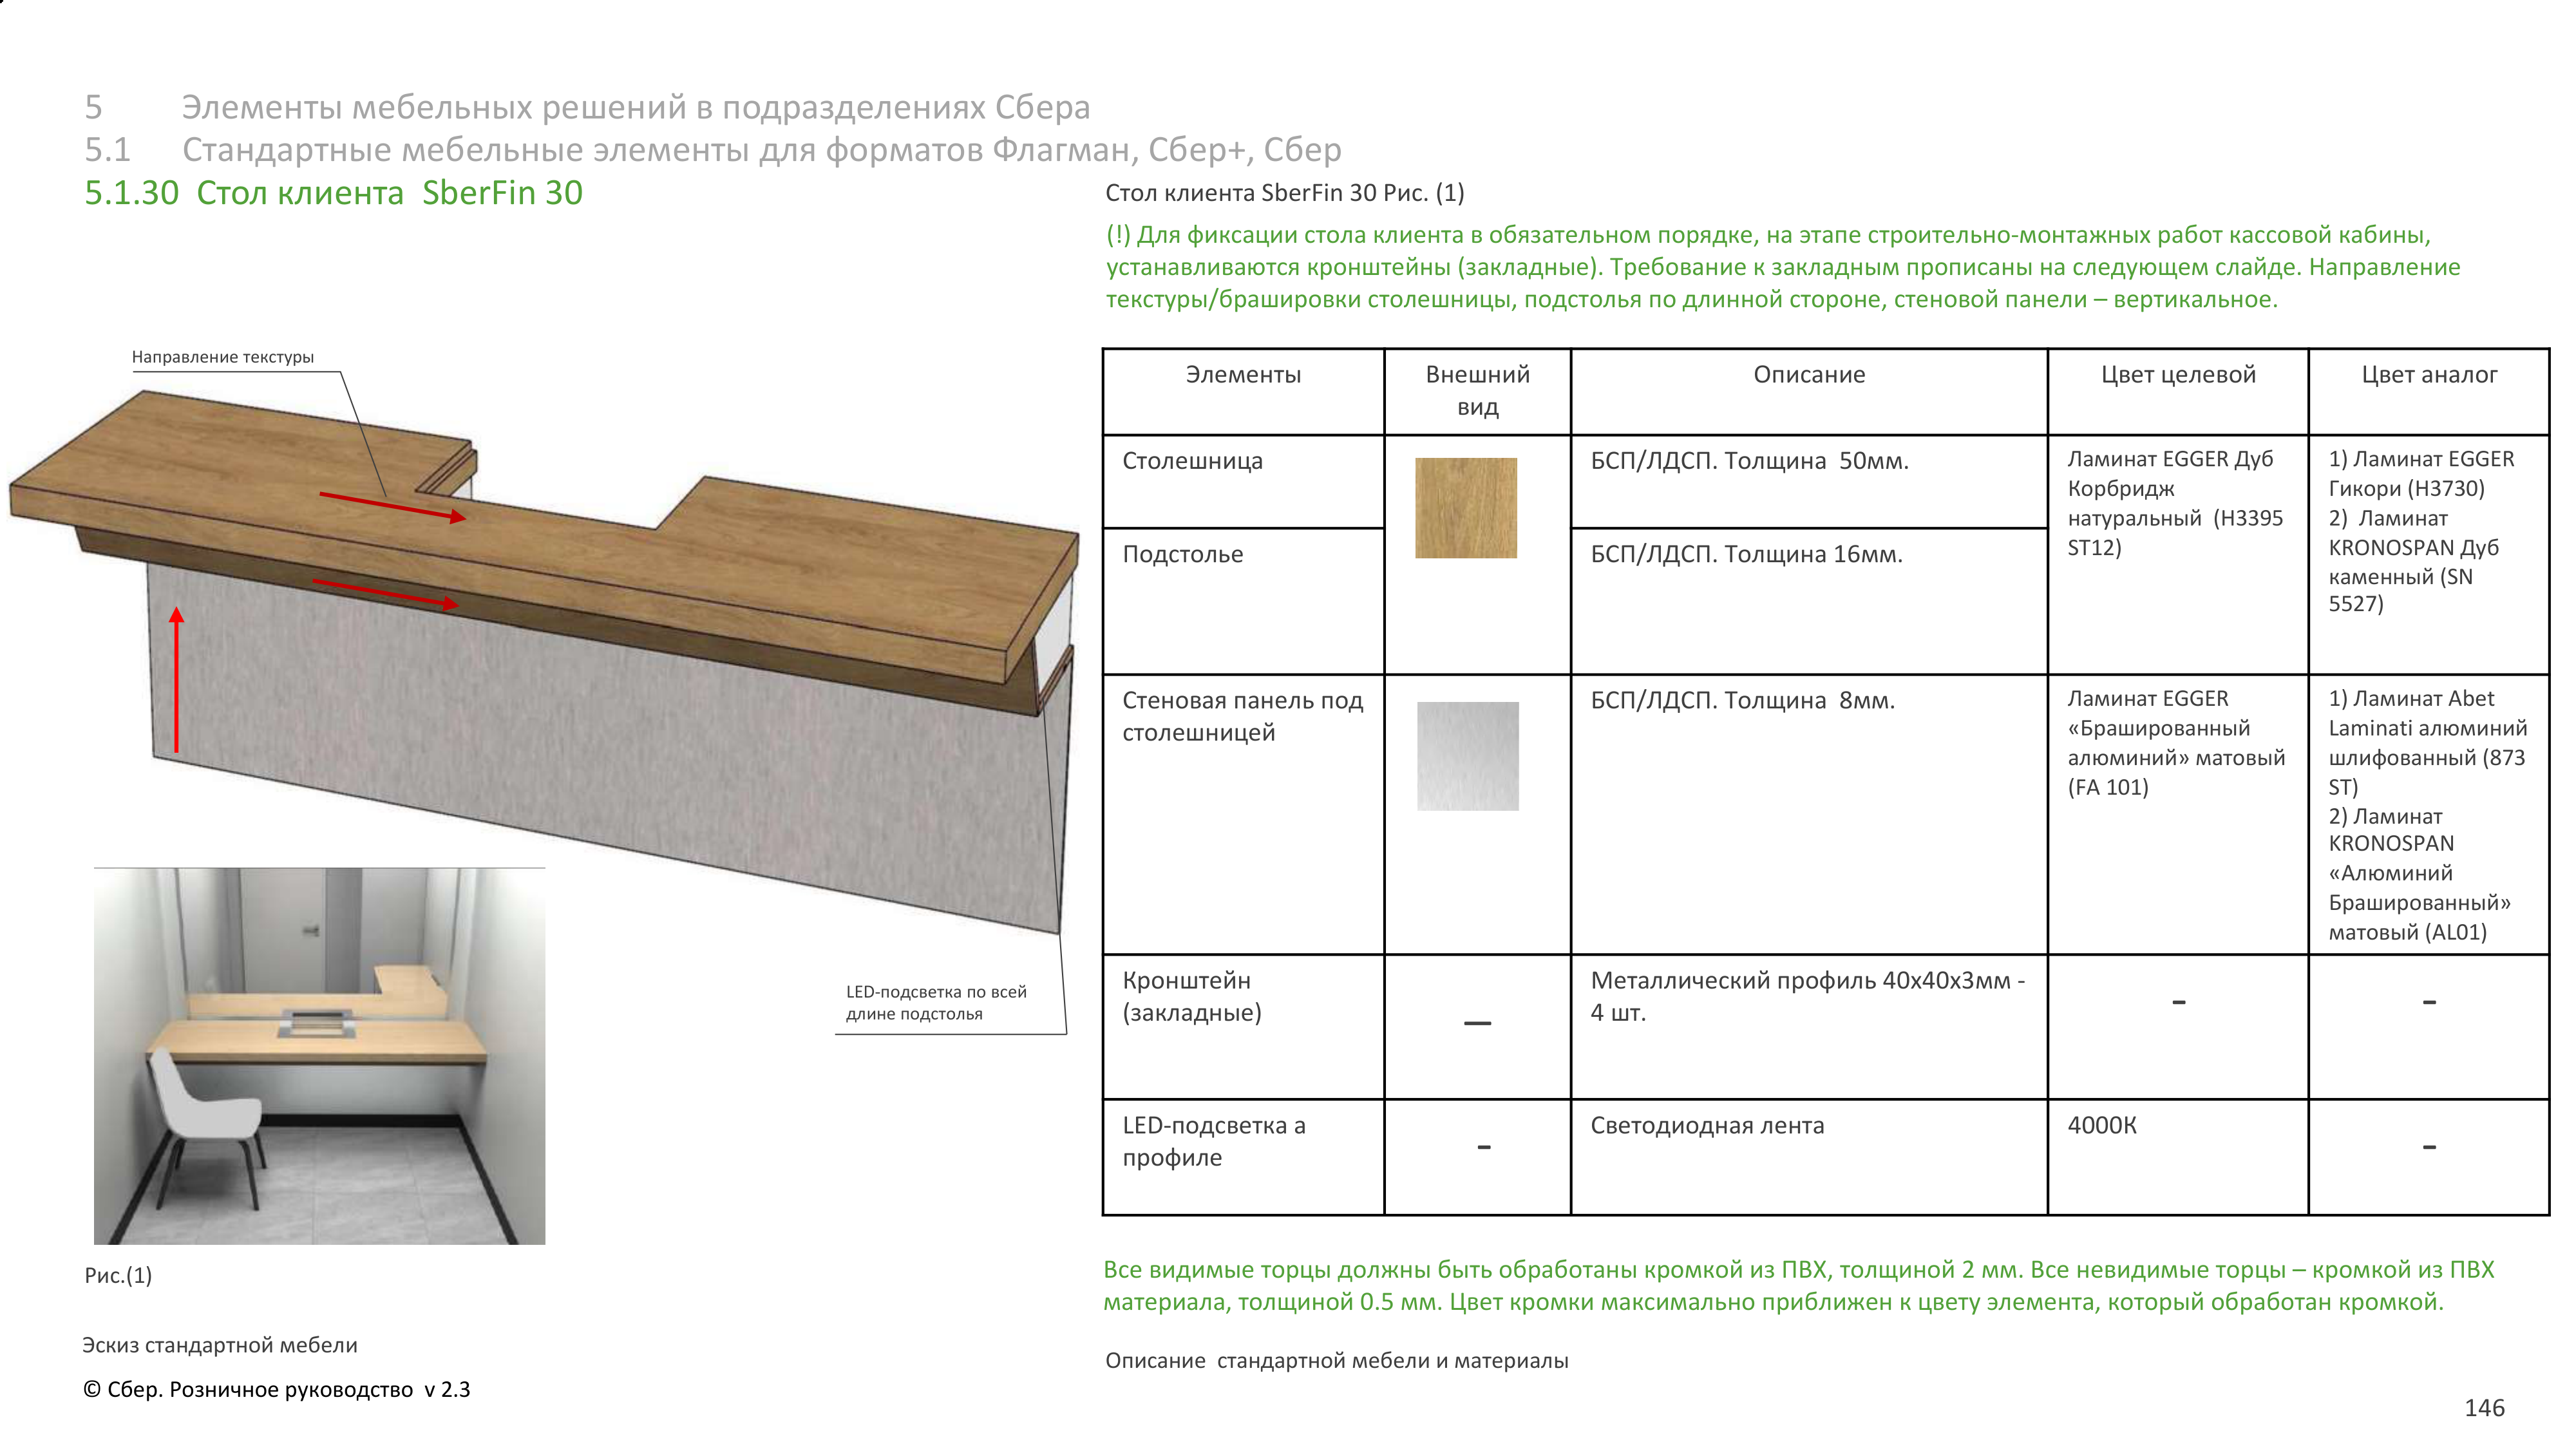 5 Элементы мебельных решений в подразделениях Сбера
5.1 Стандартные мебельные элементы для форматов Флагман, Сбер+, Сбер
5.1.30 Стол клиента SberFin 30
Направление текстуры
LED-подсветка по всей
длине подстолья
Рис.(1)
Эскиз стандартной мебели
© Сбер. Розничное руководство v 2.3
Стол клиента SberFin 30 Рис. (1)
(!) Для фиксации стола клиента в обязательном порядке, на этапе строительно-монтажных работ кассовой кабины,
устанавливаются кронштейны (закладные). Требование к закладным прописаны на следующем слайде. Направление
текстуры/брашировки столешницы, подстолья по длинной стороне, стеновой панели – вертикальное.
Элементы
Внешний
вид
Описание
Цвет целевой
Цвет аналог
Столешница
БСП/ЛДСП. Толщина 50мм.
Ламинат EGGER Дуб
Корбридж
натуральный (H3395
ST12)
1) Ламинат EGGER
Гикори (H3730)
2) Ламинат
KRONOSPAN Дуб
каменный (SN
5527)
Подстолье
БСП/ЛДСП. Толщина 16мм.
Стеновая панель под
столешницей
БСП/ЛДСП. Толщина 8мм.
Ламинат EGGER
«Брашированный
алюминий» матовый
(FA 101)
1) Ламинат Abet
Laminati алюминий
шлифованный (873
ST)
2) Ламинат
KRONOSPAN
«Алюминий
Брашированный»
матовый (AL01)
Кронштейн
(закладные)
—
Металлический профиль 40х40х3мм -
4 шт.
-
-
LED-подсветка а
профиле
-
Светодиодная лента
4000К
-
Все видимые торцы должны быть обработаны кромкой из ПВХ, толщиной 2 мм. Все невидимые торцы – кромкой из ПВХ
материала, толщиной 0.5 мм. Цвет кромки максимально приближен к цвету элемента, который обработан кромкой.
Описание стандартной мебели и материалы
146